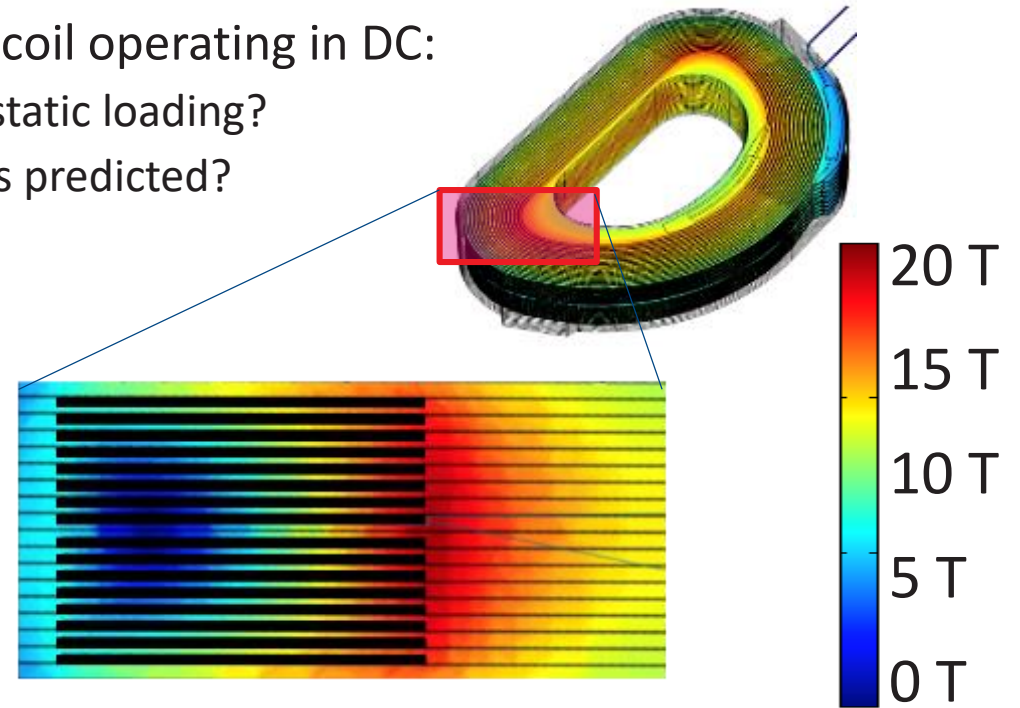 coil operating in DC:
static loading?
s predicted?
20 T
15 T
10 T
5 T
0 T